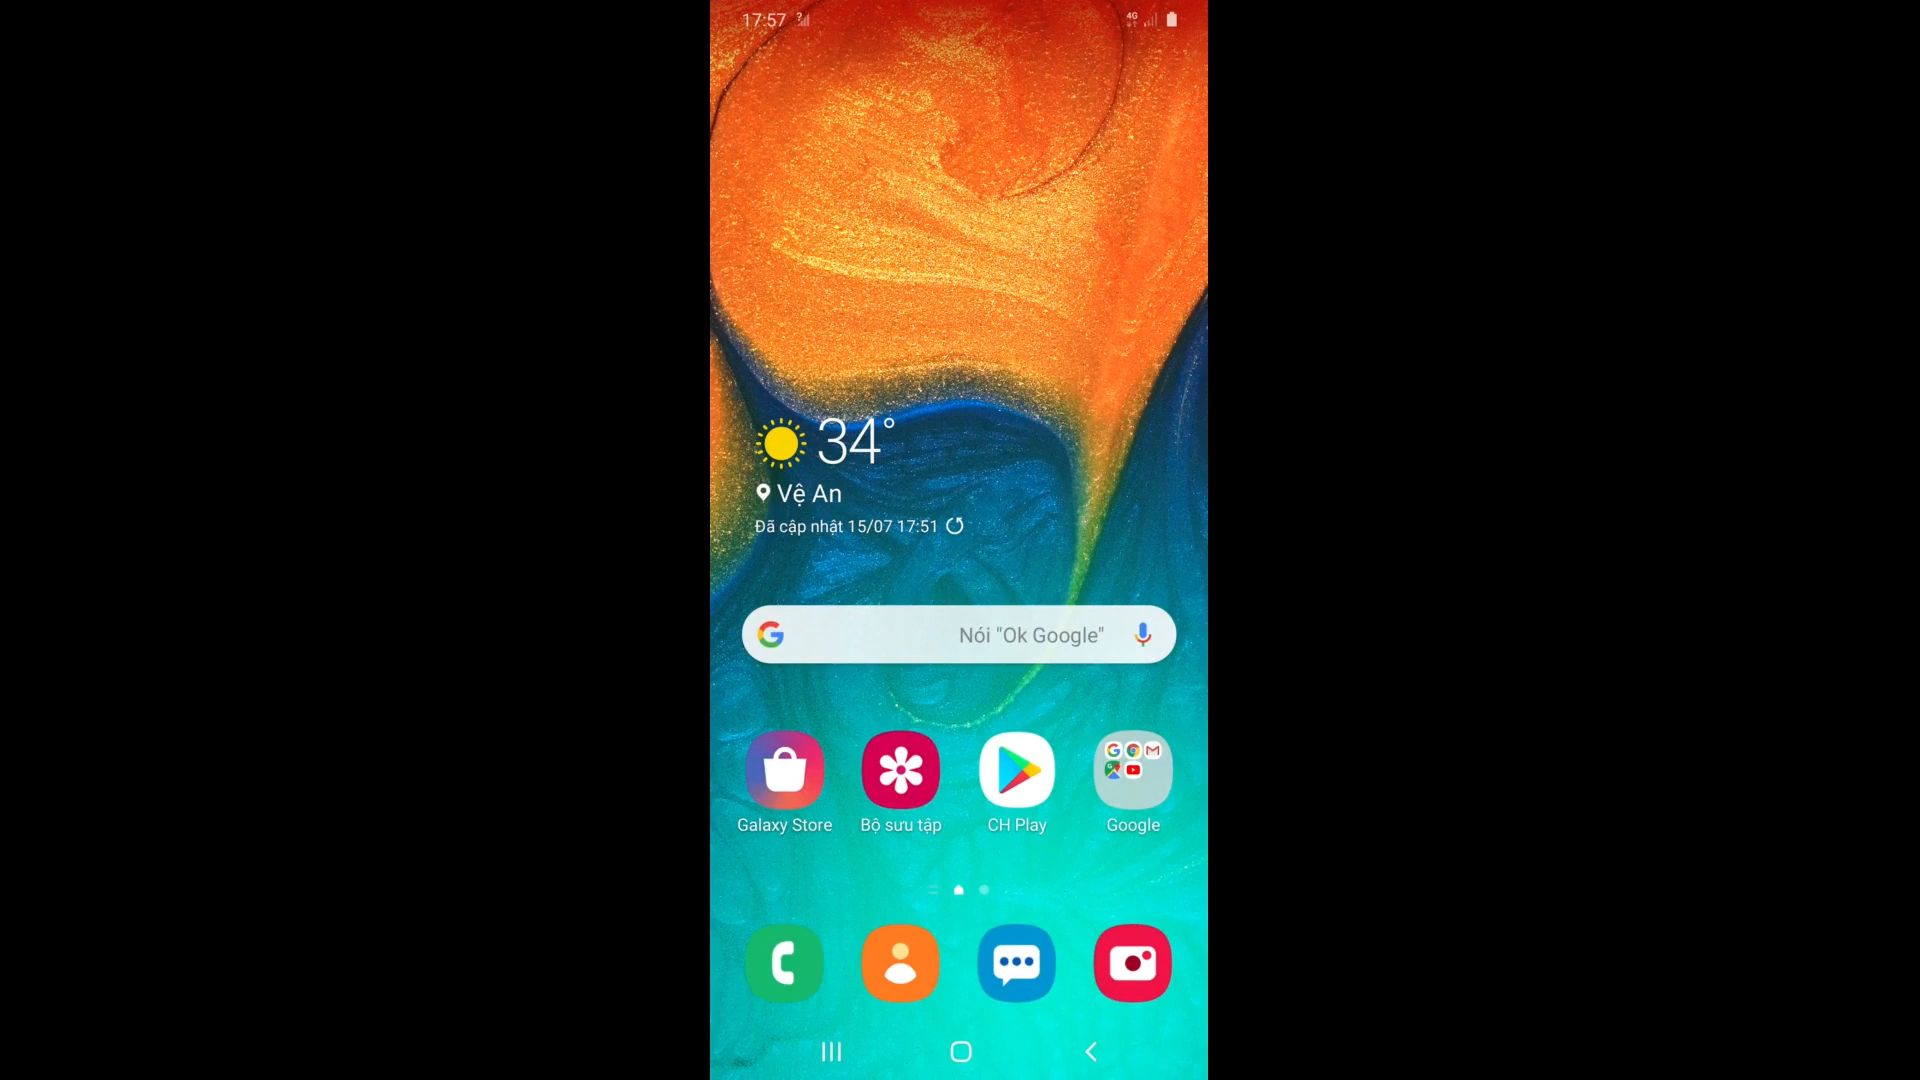 17:57
4G
34°
Vệ An
Đã cập nhật 15/07 17:51
Nói "Ok Google"
Galaxy Store
Bộ sưu tập
CH Play
Google